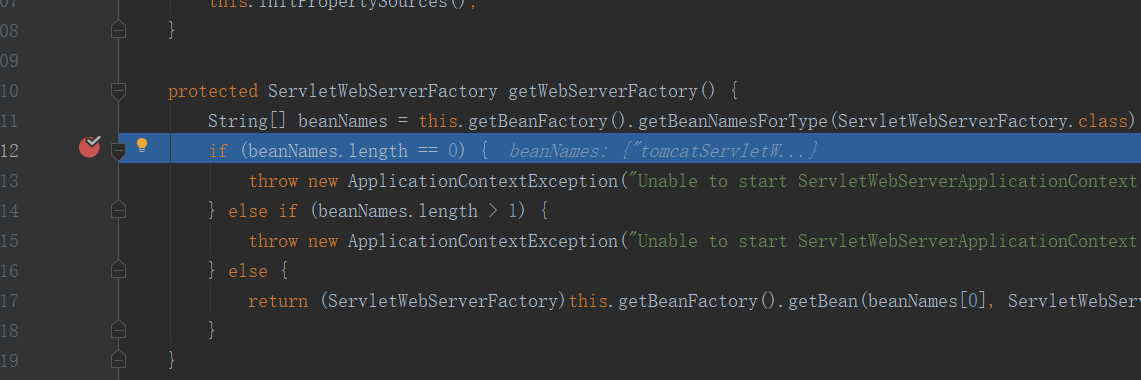 07 this.initPropertySources();
08 }
09
10 protected ServletWebServerFactory getWebServerFactory() {
11 String[] beanNames = this.getBeanFactory().getBeanNamesForType(ServletWebServerFactory.class)
12 if (beanNames.length == 0) { beanNames: {"tomcatServletW...}
13 throw new ApplicationContextException("Unable to start ServletWebServerApplicationContext
14 } else if (beanNames.length > 1) {
15 throw new ApplicationContextException("Unable to start ServletWebServerApplicationContext
16 } else {
17 return (ServletWebServerFactory)this.getBeanFactory().getBean(beanNames[0], ServletWebServ
18 }
19 }